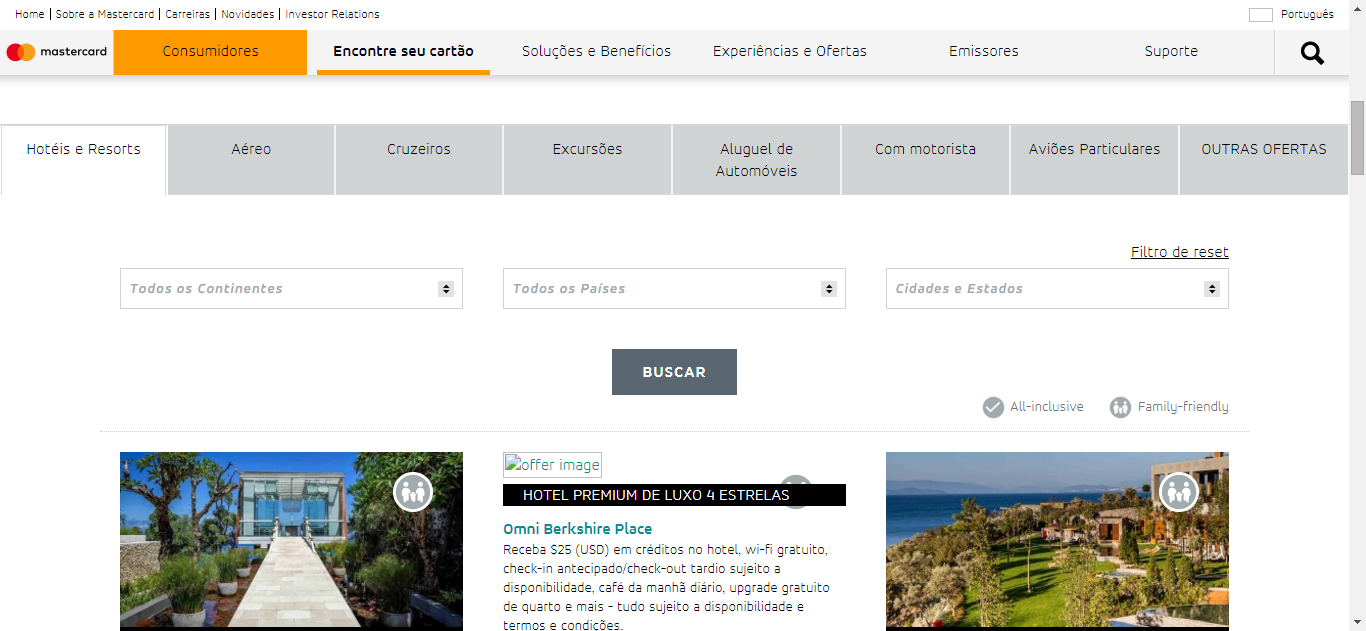 Home | Sobre a Mastercard | Carreiras | Novidades | Investor Relations
Português
mastercard
Consumidores
Encontre seu cartão
Soluções e Benefícios
Experiências e Ofertas
Emissores
Suporte
Hotéis e Resorts
Aéreo
Cruzeiros
Excursões
Aluguel de
Automóveis
Com motorista
Aviões Particulares
OUTRAS OFERTAS
Filtro de reset
Todos os Continentes
Todos os Países
Cidades e Estados
BUSCAR
All-inclusive
Family-friendly
offer image
HOTEL PREMIUM DE LUXO 4 ESTRELAS
Omni Berkshire Place
Receba $25 (USD) em créditos no hotel, wi-fi gratuito,
check-in antecipado/check-out tardio sujeito a
disponibilidade, café da manhã diário, upgrade gratuito
de quarto e mais - tudo sujeito a disponibilidade e
termos e condições.